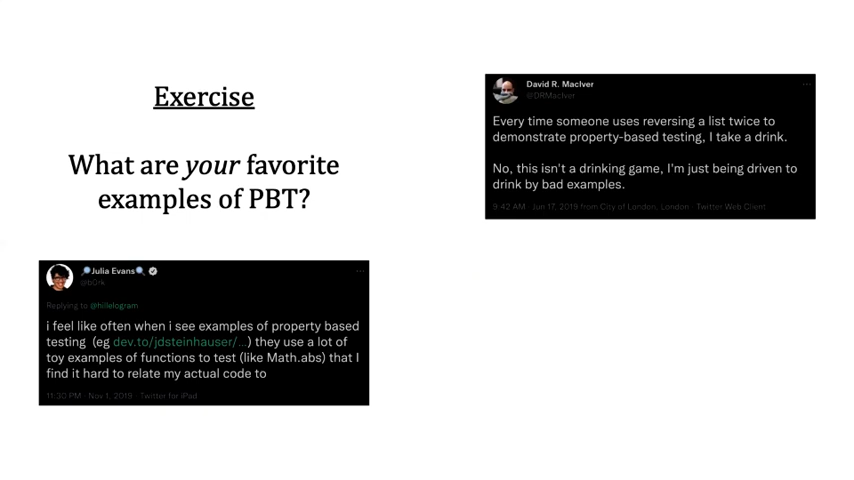 Exercise
What are your favorite
examples of PBT?
David R. MacIver
@DRMacIver
Every time someone uses reversing a list twice to
demonstrate property-based testing, I take a drink.
No, this isn't a drinking game, I'm just being driven to
drink by bad examples.
9:42 AM · Jun 17, 2019 from City of London, London · Twitter Web Client
🔎Julia Evans🔍
@b0rk
Replying to @hillelogram
i feel like often when i see examples of property based
testing (eg dev.to/jdsteinhauser/...) they use a lot of
toy examples of functions to test (like Math.abs) that I
find it hard to relate my actual code to
11:30 PM · Nov 1, 2019 · Twitter for iPad